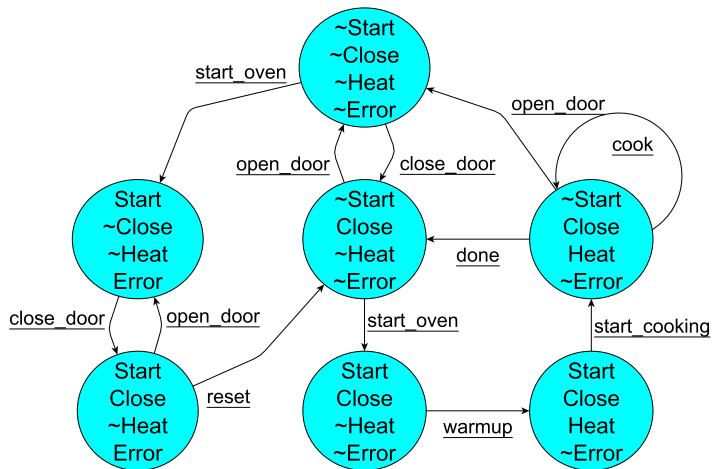 ~Start
~Close
~Heat
~Error
start_oven
open_door
cook
open_door
close_door
Start
~Close
~Heat
Error
~Start
Close
~Heat
~Error
~Start
Close
Heat
~Error
done
close_door
open_door
start_oven
start_cooking
Start
Close
~Heat
Error
reset
Start
Close
~Heat
~Error
warmup
Start
Close
Heat
~Error